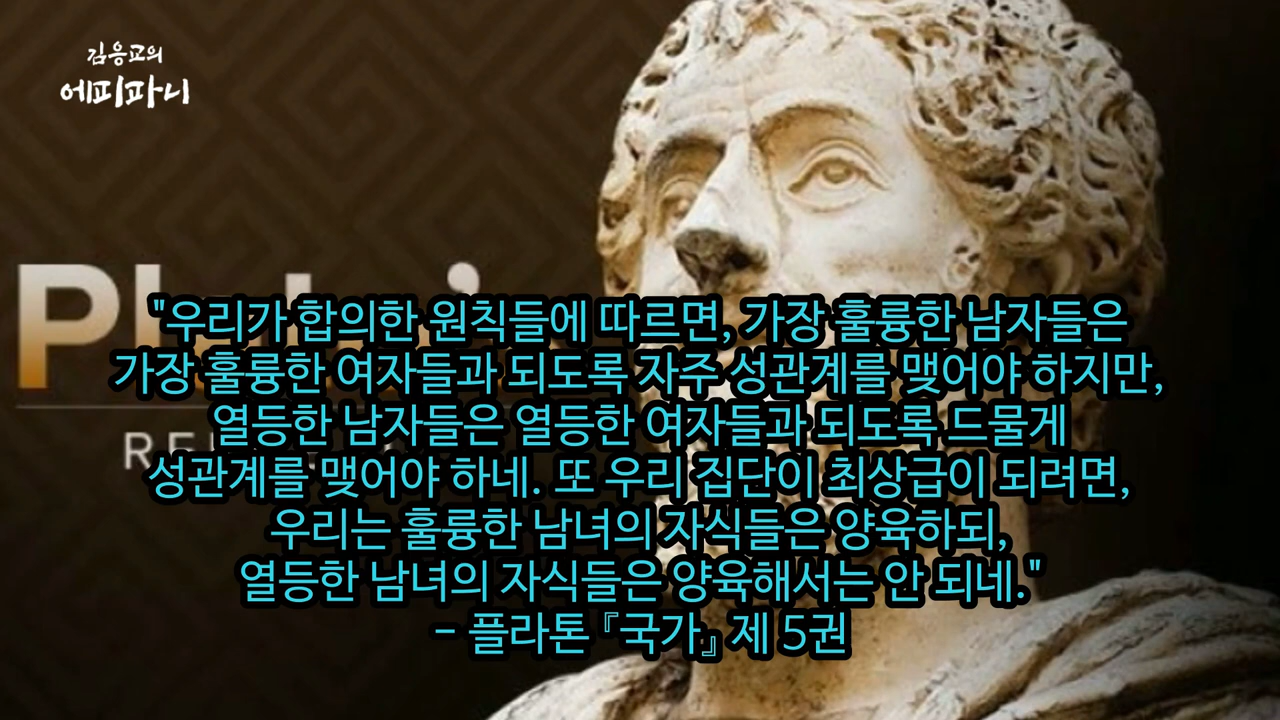 김응교의
에피파니
"우리가 합의한 원칙들에 따르면, 가장 훌륭한 남자들은
가장 훌륭한 여자들과 되도록 자주 성관계를 맺어야 하지만,
열등한 남자들은 열등한 여자들과 되도록 드물게
성관계를 맺어야 하네. 또 우리 집단이 최상급이 되려면,
우리는 훌륭한 남녀의 자식들은 양육하되,
열등한 남녀의 자식들은 양육해서는 안 되네."
- 플라톤 『국가』 제 5권